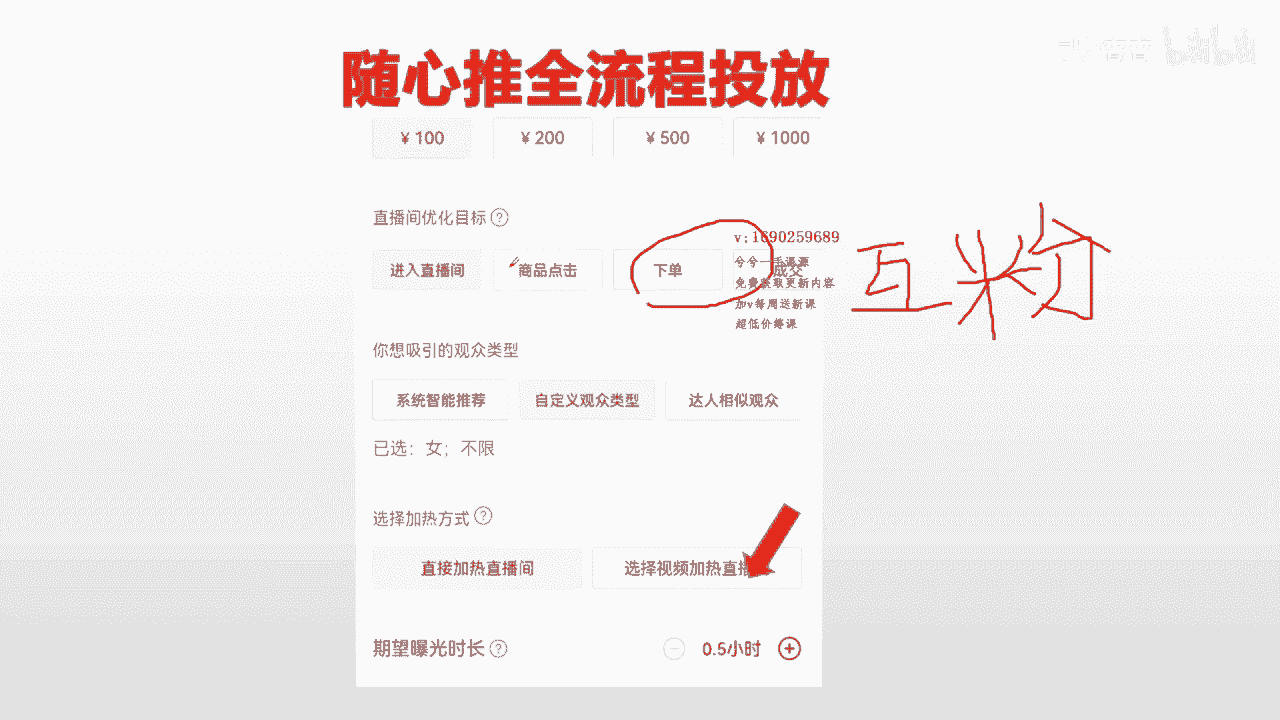 随心推全流程投放
bilibili
¥ 100 ¥ 200 ¥ 500 ¥ 1000
直播间优化目标 ?
进入直播间 商品点击 下单 成交
v:1690259689
兮兮一手课源
免费获取更新内容
加v每周送新课
超低价择课
互粉
你想吸引的观众类型
系统智能推荐 自定义观众类型 达人相似观众
已选：女；不限
选择加热方式 ?
直接加热直播间 选择视频加热直播
期望曝光时长 ? − 0.5小时 +